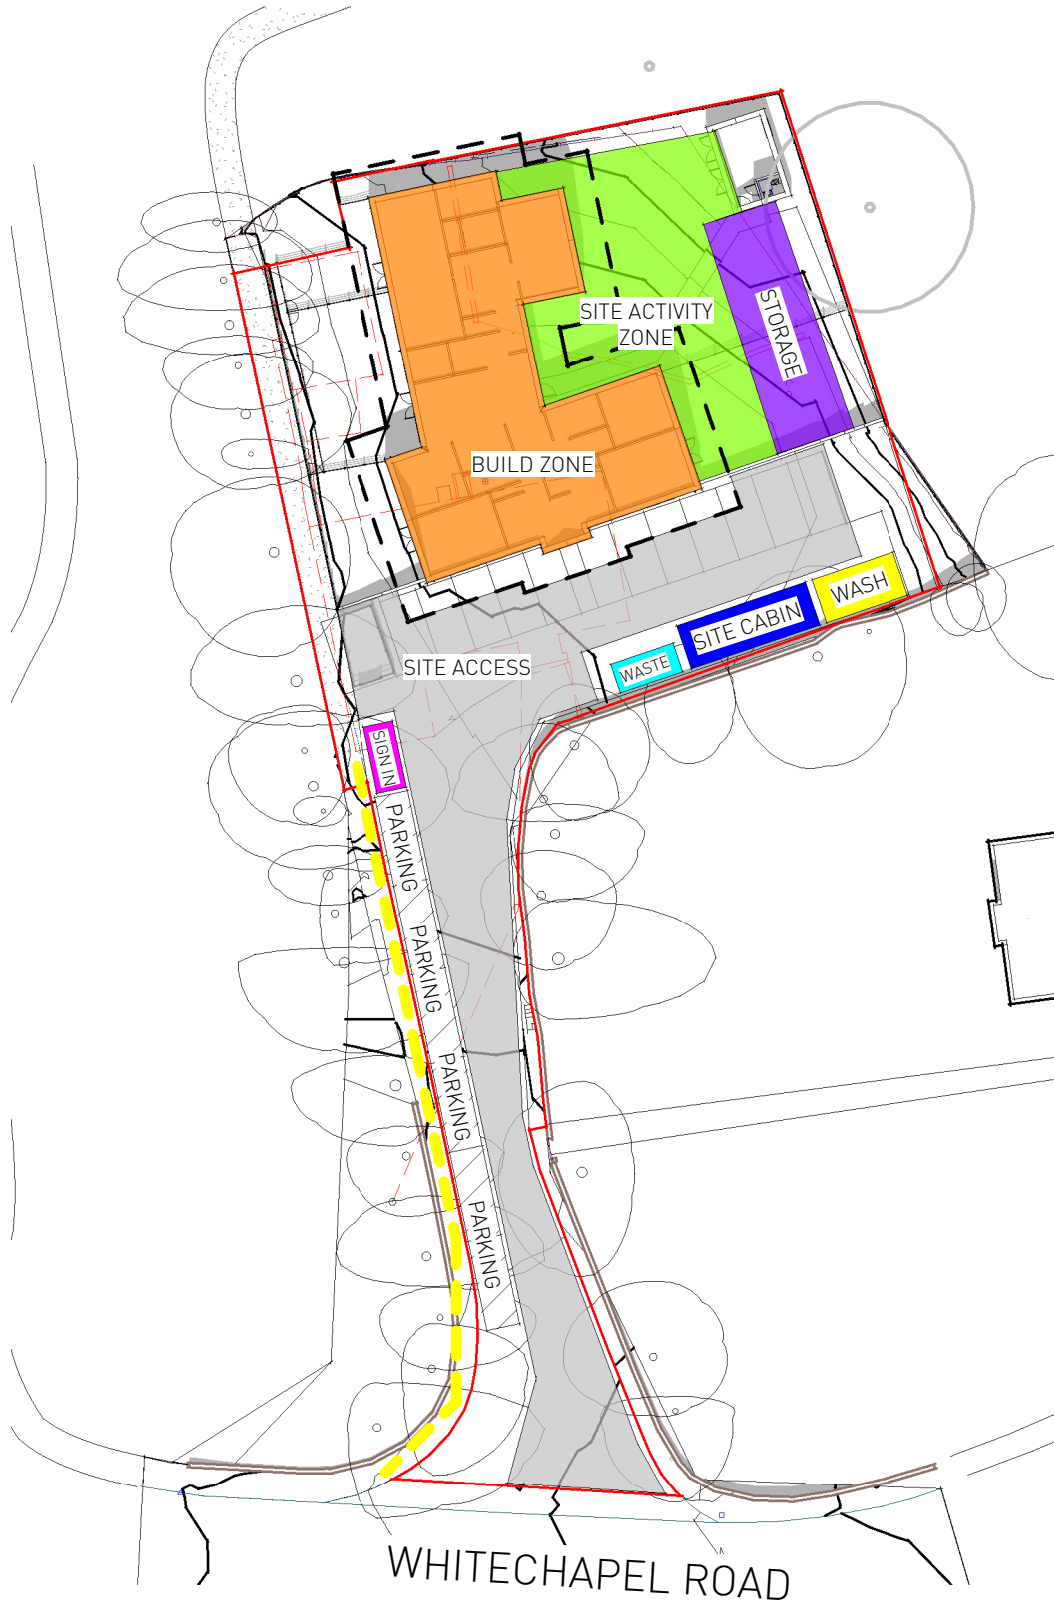 SITE ACTIVITY
ZONE
STORAGE
BUILD ZONE
WASH
SITE CABIN
WASTE
SITE ACCESS
SIGN IN
PARKING
PARKING
PARKING
PARKING
WHITECHAPEL ROAD